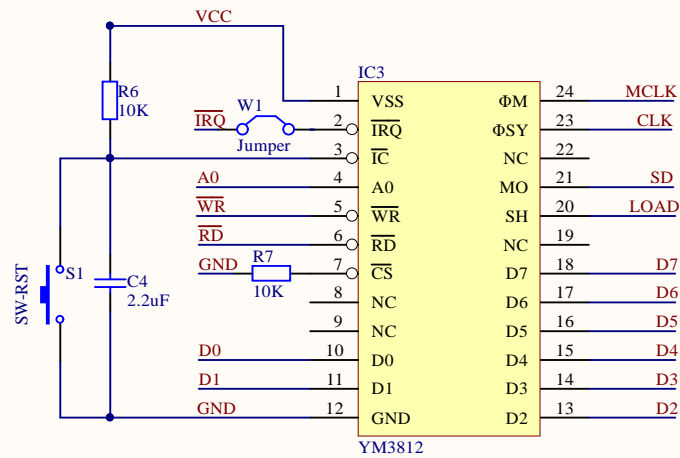 VCC
IC3
R6
10K
1 VSS ΦM 24 MCLK
W1
IRQ 2 IRQ ΦSY 23 CLK
Jumper
3 IC NC 22
A0 4 A0 MO 21 SD
WR 5 WR SH 20 LOAD
RD 6 RD NC 19
R7
GND 7 CS D7 18 D7
10K
S1
C4
2.2uF
SW-RST
8 NC D6 17 D6
9 NC D5 16 D5
D0 10 D0 D4 15 D4
D1 11 D1 D3 14 D3
GND 12 GND D2 13 D2
YM3812